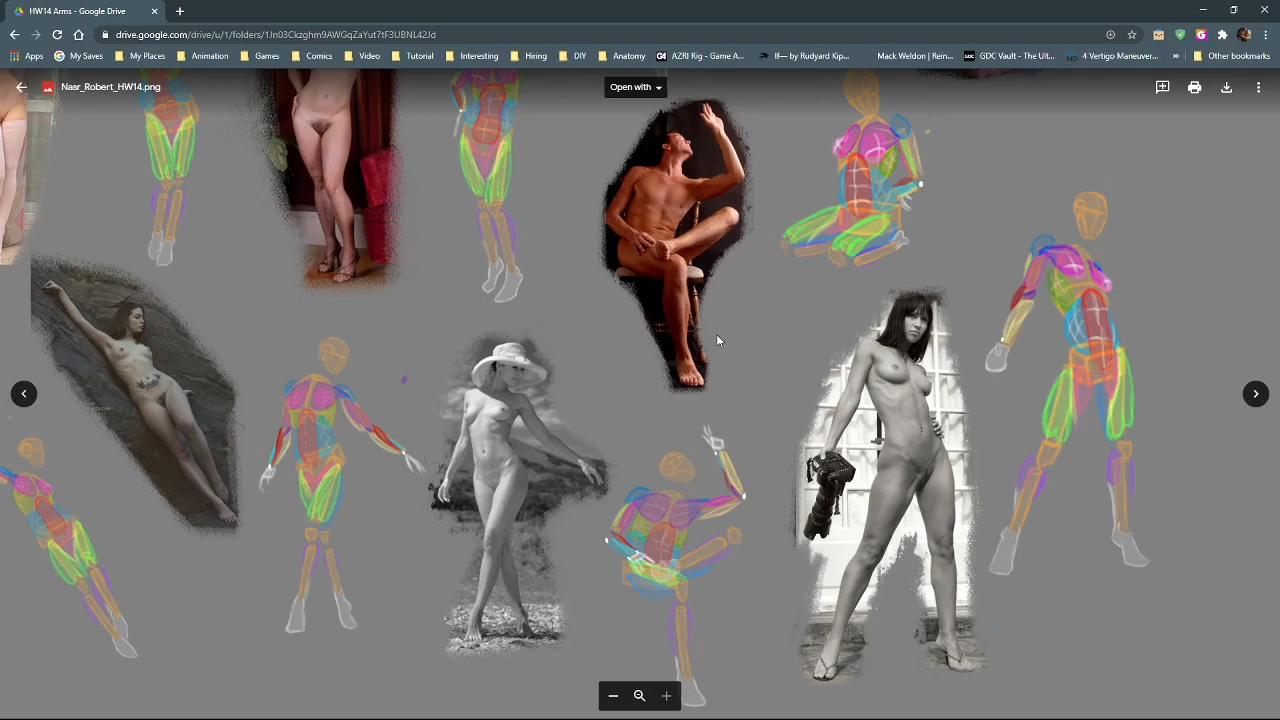 HW14 Arms - Google Drive
drive.google.com/drive/u/1/folders/1Jn03Ckzghm9AWGqZaYut7tF3UBNL42Jd
Apps My Saves My Places Animation Games Comics Video Tutorial Interesting Hiring DIY Anatomy AZRI Rig - Game A... If— by Rudyard Kip... Mack Weldon | Rein... GDC Vault - The Ult... 4 Vertigo Maneuver... » Other bookmarks
Nasr_Robert_HW14.png
Open with